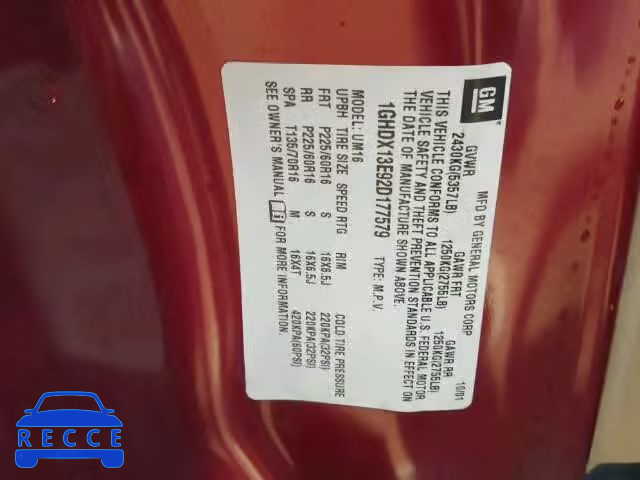 GM
MFD BY GENERAL MOTORS CORP 10/01
GVWR GAWR FRT GAWR RR
2430KG(5357LB) 1250KG(2755LB) 1250KG(2755LB)
THIS VEHICLE CONFORMS TO ALL APPLICABLE U.S. FEDERAL MOTOR
VEHICLE SAFETY AND THEFT PREVENTION STANDARDS IN EFFECT ON
THE DATE OF MANUFACTURE SHOWN ABOVE.
1GHDX13E92D177579 TYPE: M.P.V.
MODEL: UM16
UPBH TIRE SIZE SPEED RTG RIM COLD TIRE PRESSURE
FRT P225/60R16 S 16X6.5J 220KPA(32PSI)
RR P225/60R16 S 16X6.5J 220KPA(32PSI)
SPA T135/70R16 M 16X4T 420KPA(60PSI)
SEE OWNER'S MANUAL FOR MORE INFORMATION.
RECCE